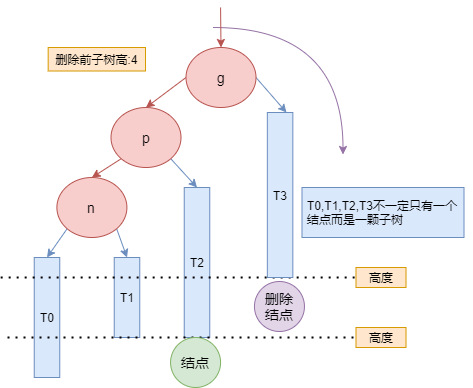 删除前子树高:4
g
p
n
T3
T0,T1,T2,T3不一定只有一个
结点而是一颗子树
T2
T0
T1
高度
删除
结点
高度
结点